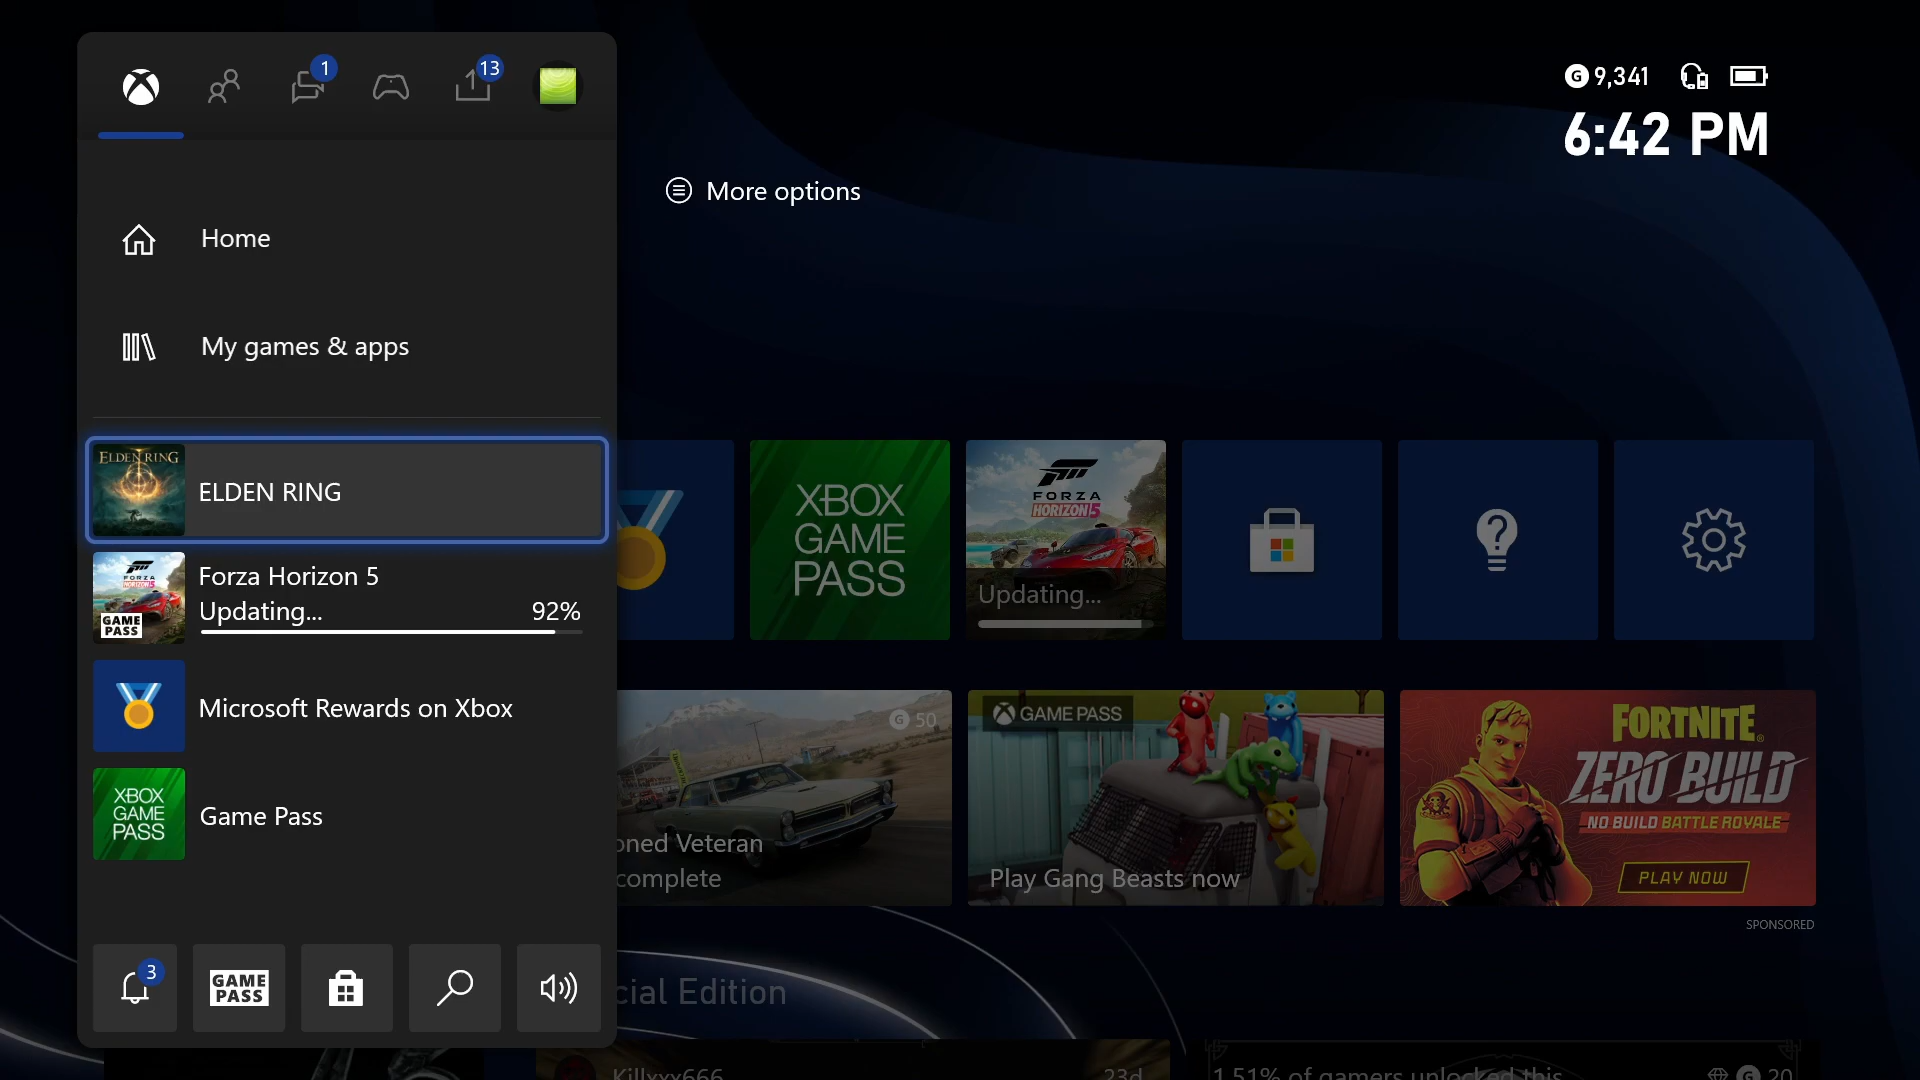 1
13
G 9,341
6:42 PM
More options
Home
My games & apps
ELDEN RING
ELDEN RING
FORZA
HORIZON 5
GAME
PASS
Forza Horizon 5
Updating...
92%
Microsoft Rewards on Xbox
XBOX
GAME
PASS
Game Pass
3
GAME
PASS
XBOX
GAME
PASS
FORZA
HORIZON 5
Updating...
G 50
oned Veteran
complete
GAME PASS
Play Gang Beasts now
FORTNITE
ZERO BUILD
NO BUILD BATTLE ROYALE
PLAY NOW
SPONSORED
cial Edition
Killxxx666
23d
1.51% of gamers unlocked this
G 20